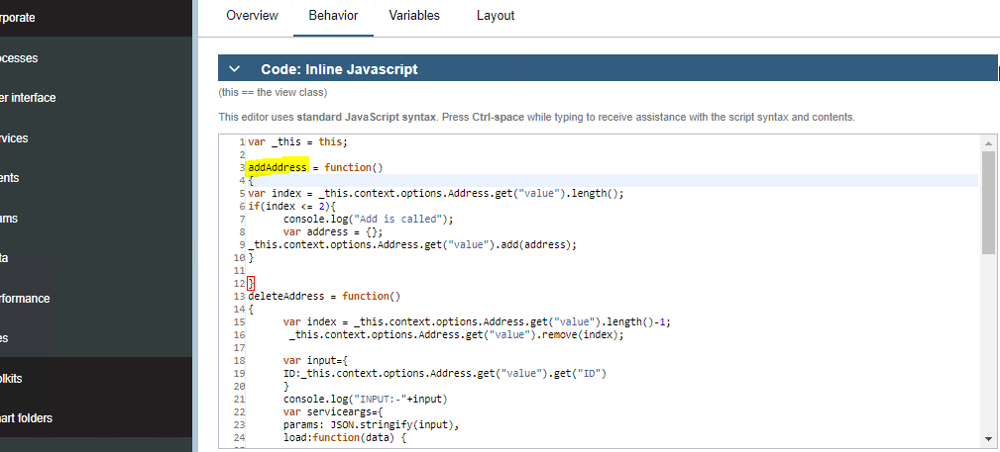 rporate
ocesses
er interface
rvices
ents
ams
ta
rformance
es
olkits
art folders
Overview Behavior Variables Layout
Code: Inline Javascript
(this == the view class)
This editor uses standard JavaScript syntax. Press Ctrl-space while typing to receive assistance with the script syntax and contents.
1 var _this = this;
2
3 addAddress = function()
4 {
5 var index = _this.context.options.Address.get("value").length();
6 if(index <= 2){
7 console.log("Add is called");
8 var address = {};
9 _this.context.options.Address.get("value").add(address);
10 }
11
12 }
13 deleteAddress = function()
14 {
15 var index = _this.context.options.Address.get("value").length()-1;
16 _this.context.options.Address.get("value").remove(index);
17
18 var input={
19 ID:_this.context.options.Address.get("value").get("ID")
20 }
21 console.log("INPUT:-"+input)
22 var serviceargs={
23 params: JSON.stringify(input),
24 load:function(data) {